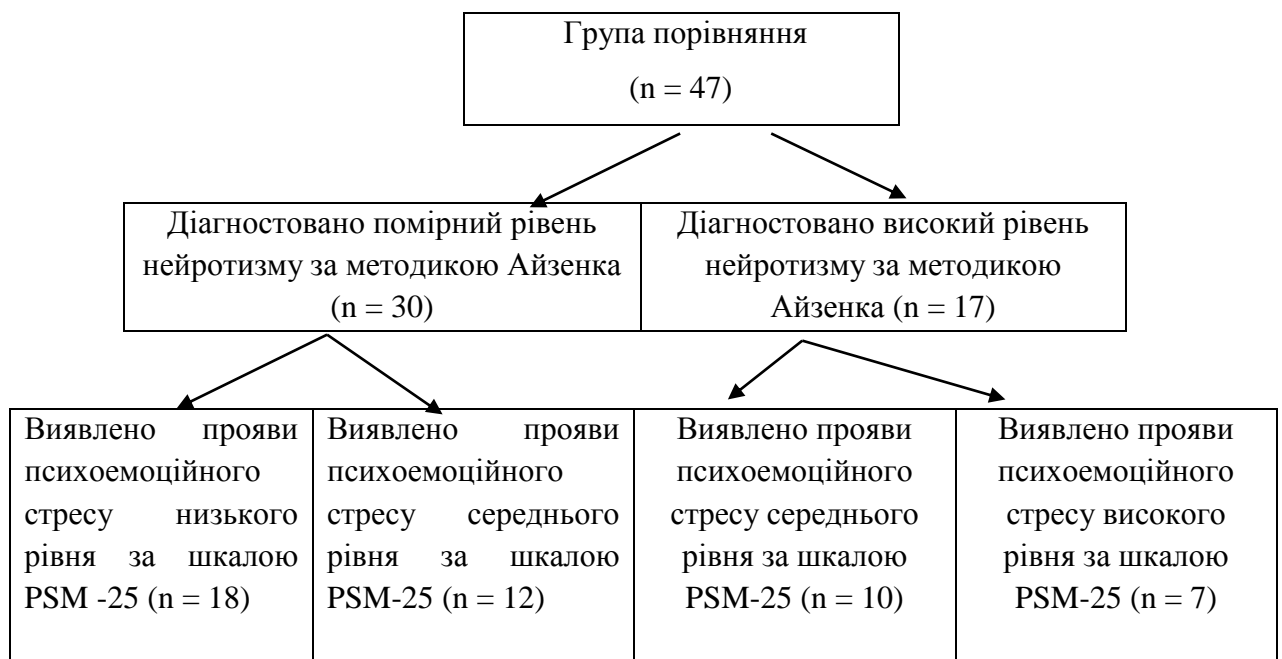 Група порівняння
(n = 47)
Діагностовано помірний рівень
нейротизму за методикою Айзенка
(n = 30)
Діагностовано високий рівень
нейротизму за методикою
Айзенка (n = 17)
Виявлено прояви
психоемоційного
стресу низького
рівня за шкалою
PSM -25 (n = 18)
Виявлено прояви
психоемоційного
стресу середнього
рівня за шкалою
PSM-25 (n = 12)
Виявлено прояви
психоемоційного
стресу середнього
рівня за шкалою
PSM-25 (n = 10)
Виявлено прояви
психоемоційного
стресу високого
рівня за шкалою
PSM-25 (n = 7)